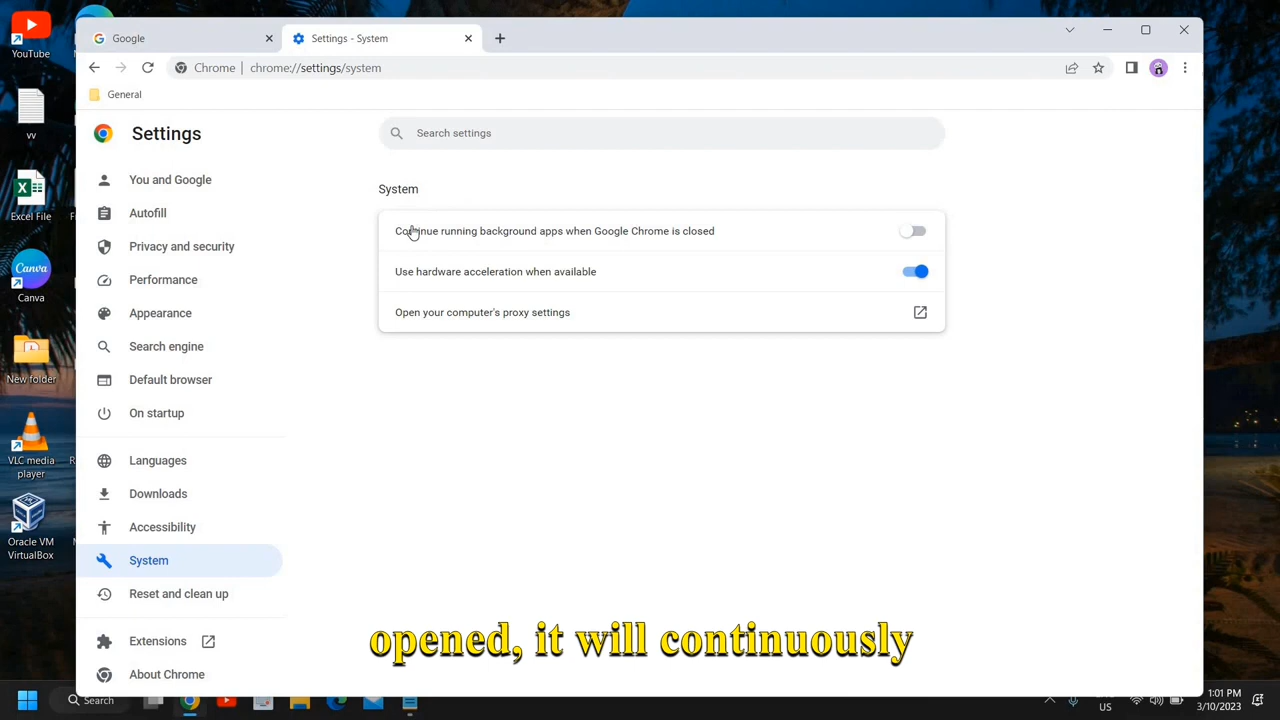 YouTube
vv
Excel File
Canva
Canva
New folder
VLC media
player
Oracle VM
VirtualBox
Google
Settings - System
Chrome | chrome://settings/system
General
Settings
Search settings
You and Google
Autofill
Privacy and security
Performance
Appearance
Search engine
Default browser
On startup
Languages
Downloads
Accessibility
System
Reset and clean up
Extensions
About Chrome
System
Continue running background apps when Google Chrome is closed
Use hardware acceleration when available
Open your computer's proxy settings
opened, it will continuously
Search
US
1:01 PM
3/10/2023